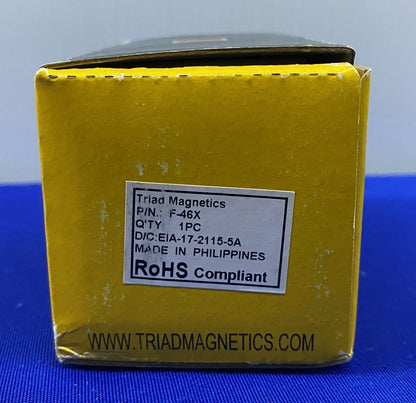 Triad Magnetics
P/N.: F-46X
Q'TY: 1PC
D/C:EIA-17-2115-5A
MADE IN PHILIPPINES
RoHS Compliant
WWW.TRIADMAGNETICS.COM